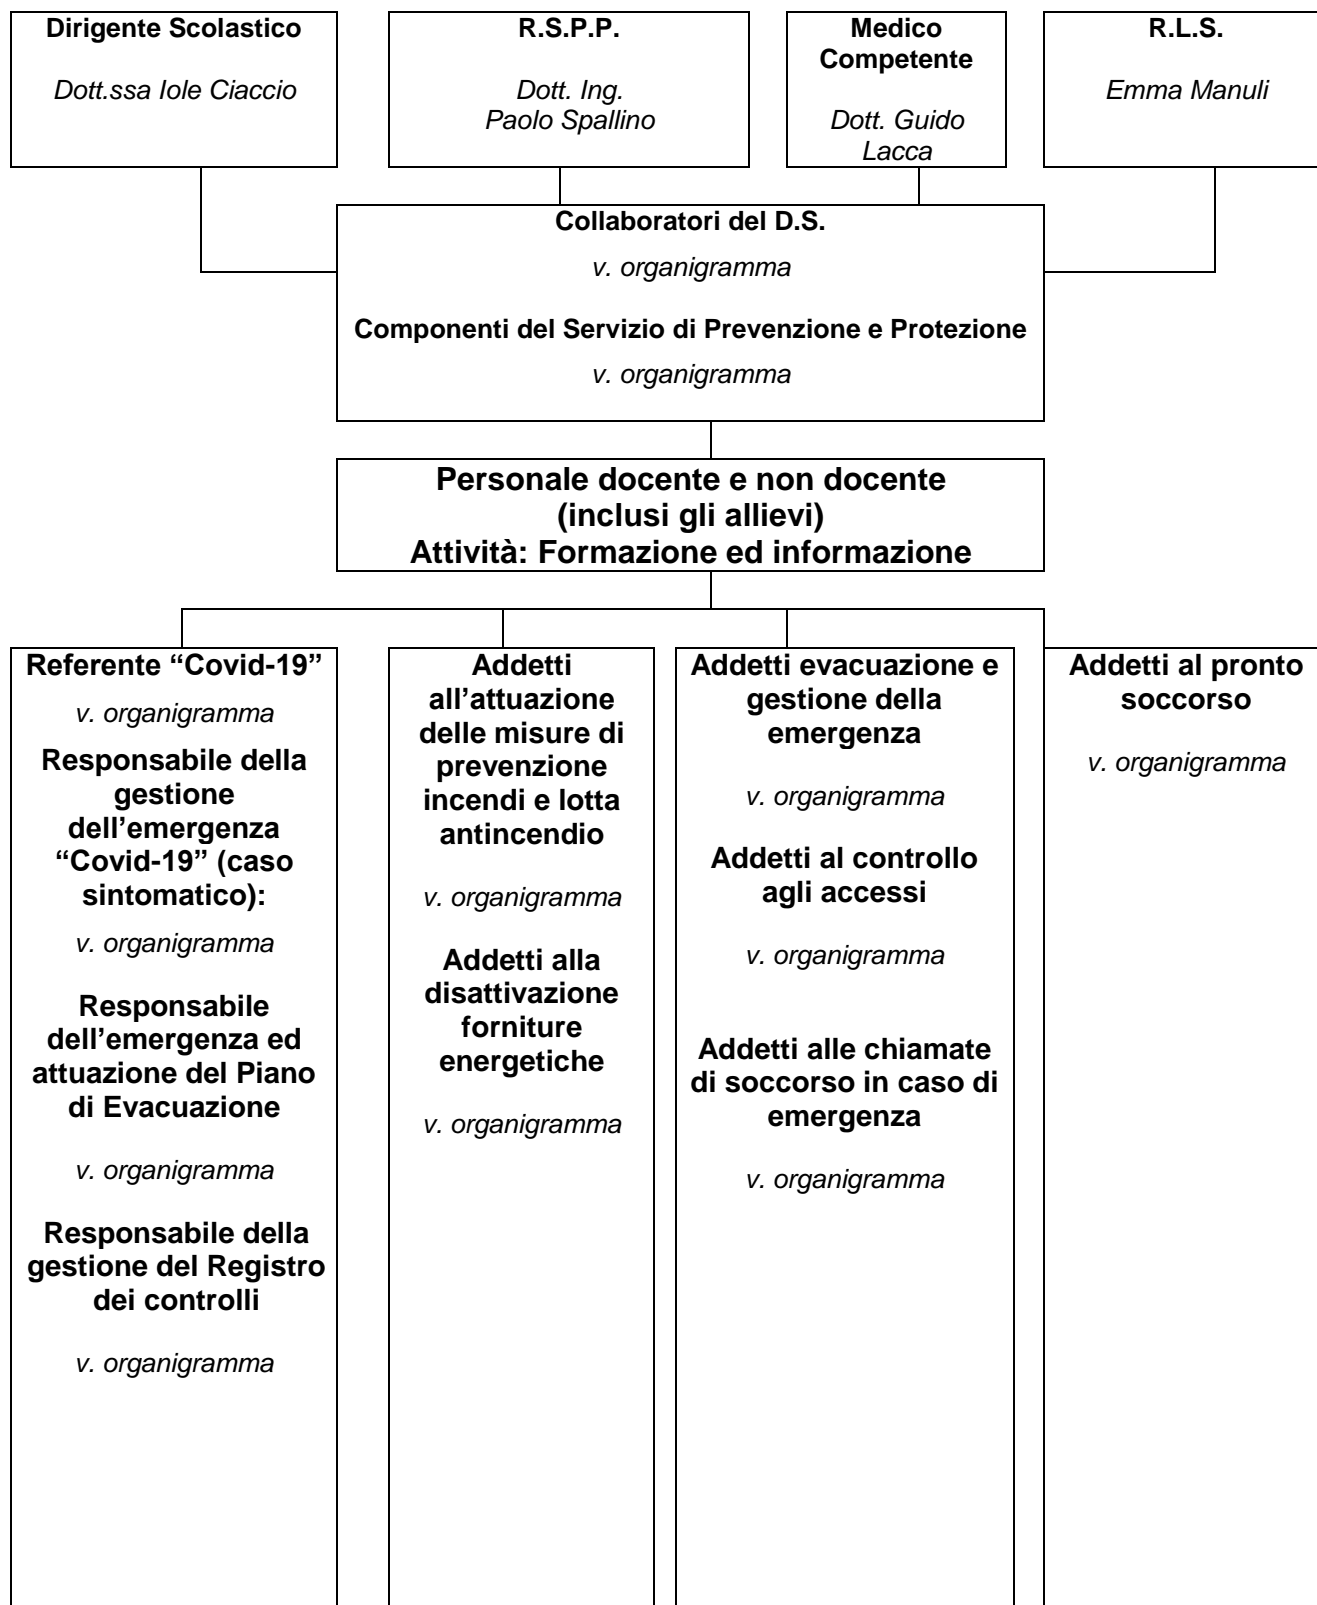 Dirigente Scolastico
Dott.ssa Iole Ciaccio
R.S.P.P.
Dott. Ing.
Paolo Spallino
Medico
Competente
Dott. Guido
Lacca
R.L.S.
Emma Manuli
Collaboratori del D.S.
v. organigramma
Componenti del Servizio di Prevenzione e Protezione
v. organigramma
Personale docente e non docente
(inclusi gli allievi)
Attività: Formazione ed informazione
Referente “Covid-19”
v. organigramma
Responsabile della
gestione
dell’emergenza
“Covid-19” (caso
sintomatico):
v. organigramma
Responsabile
dell’emergenza ed
attuazione del Piano
di Evacuazione
v. organigramma
Responsabile della
gestione del Registro
dei controlli
v. organigramma
Addetti
all’attuazione
delle misure di
prevenzione
incendi e lotta
antincendio
v. organigramma
Addetti alla
disattivazione
forniture
energetiche
v. organigramma
Addetti evacuazione e
gestione della
emergenza
v. organigramma
Addetti al controllo
agli accessi
v. organigramma
Addetti alle chiamate
di soccorso in caso di
emergenza
v. organigramma
Addetti al pronto
soccorso
v. organigramma